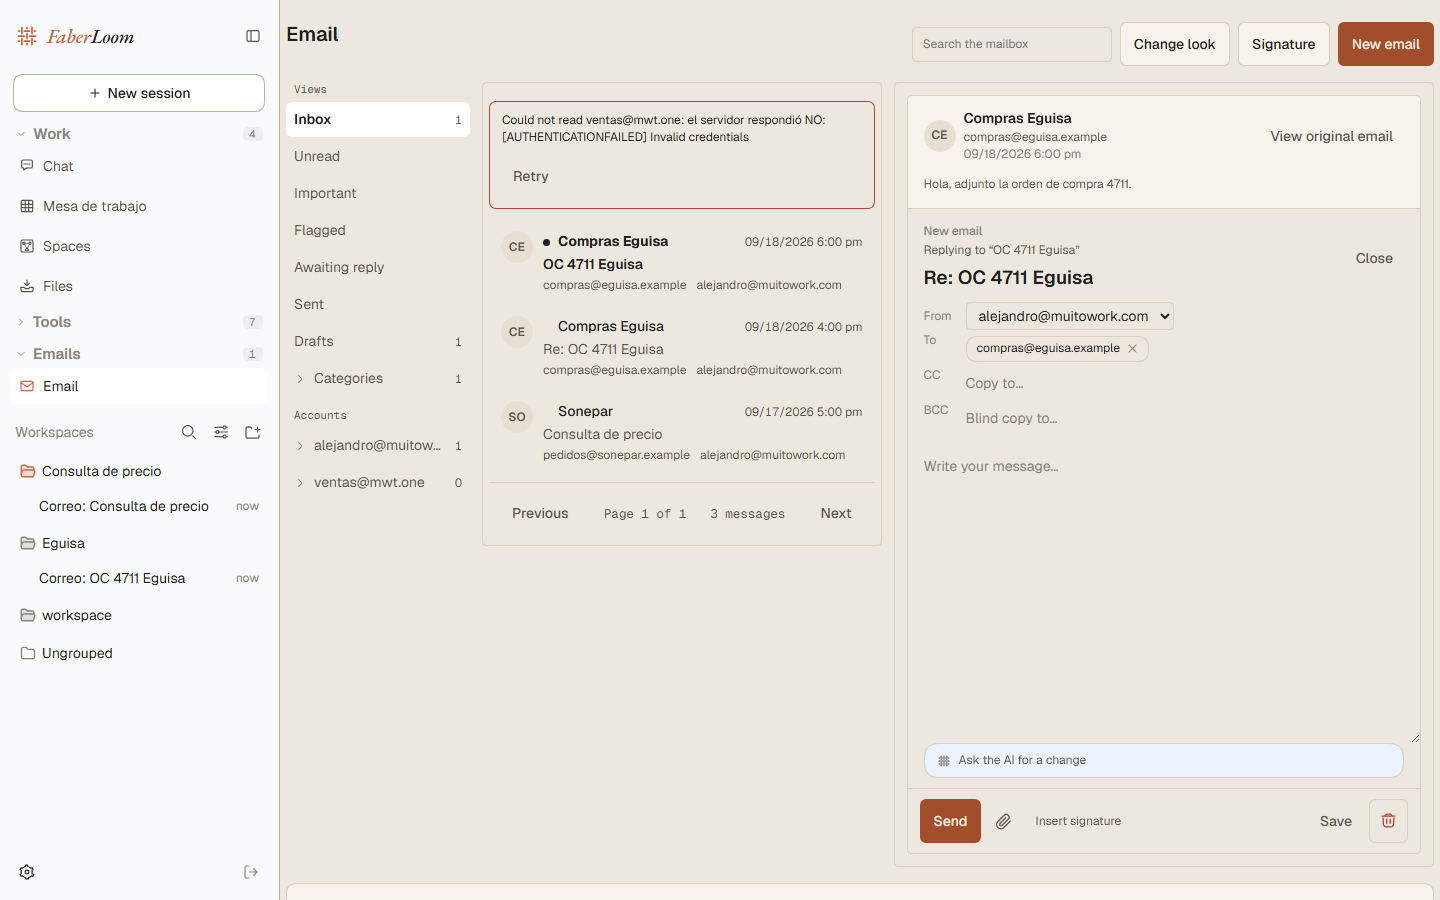 FaberLoom
New session
Work 4
Chat
Mesa de trabajo
Spaces
Files
Tools 7
Emails 1
Email
Workspaces
Consulta de precio
Correo: Consulta de precio now
Eguisa
Correo: OC 4711 Eguisa now
workspace
Ungrouped
Email
Search the mailbox
Change look
Signature
New email
Views
Inbox 1
Unread
Important
Flagged
Awaiting reply
Sent
Drafts 1
Categories 1
Accounts
alejandro@muitow... 1
ventas@mwt.one 0
Could not read ventas@mwt.one: el servidor respondió NO:
[AUTHENTICATIONFAILED] Invalid credentials
Retry
CE
Compras Eguisa 09/18/2026 6:00 pm
OC 4711 Eguisa
compras@eguisa.example alejandro@muitowork.com
CE
Compras Eguisa 09/18/2026 4:00 pm
Re: OC 4711 Eguisa
compras@eguisa.example alejandro@muitowork.com
SO
Sonepar 09/17/2026 5:00 pm
Consulta de precio
pedidos@sonepar.example alejandro@muitowork.com
Previous Page 1 of 1 3 messages Next
CE
Compras Eguisa
compras@eguisa.example
09/18/2026 6:00 pm
View original email
Hola, adjunto la orden de compra 4711.
New email
Replying to “OC 4711 Eguisa”
Re: OC 4711 Eguisa
Close
From alejandro@muitowork.com
To compras@eguisa.example
CC Copy to...
BCC Blind copy to...
Write your message...
Ask the AI for a change
Send
Insert signature
Save